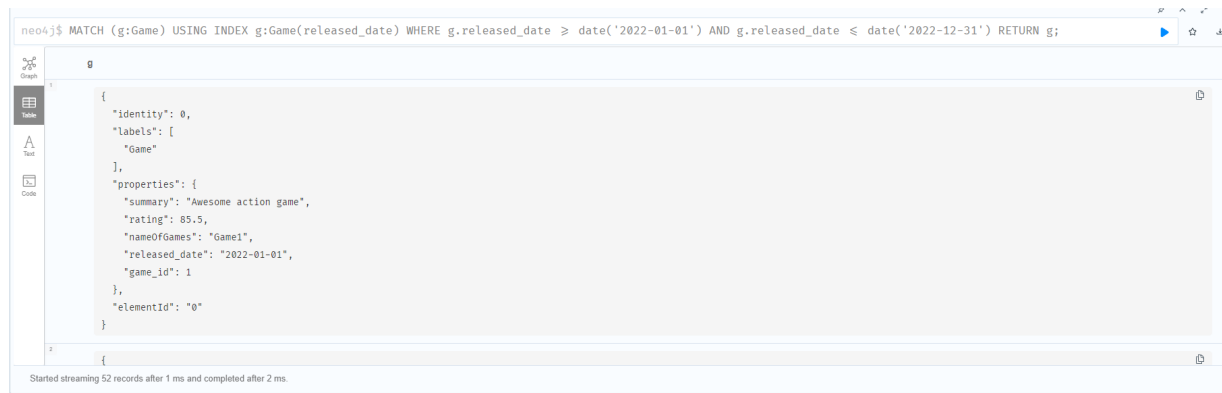 neo4j$ MATCH (g:Game) USING INDEX g:Game(released_date) WHERE g.released_date ≥ date('2022-01-01') AND g.released_date ≤ date('2022-12-31') RETURN g;
Graph
Table
Text
Code
g
1
{
"identity": 0,
"labels": [
"Game"
],
"properties": {
"summary": "Awesome action game",
"rating": 85.5,
"nameOfGames": "Game1",
"released_date": "2022-01-01",
"game_id": 1
},
"elementId": "0"
}
2
{
Started streaming 52 records after 1 ms and completed after 2 ms.